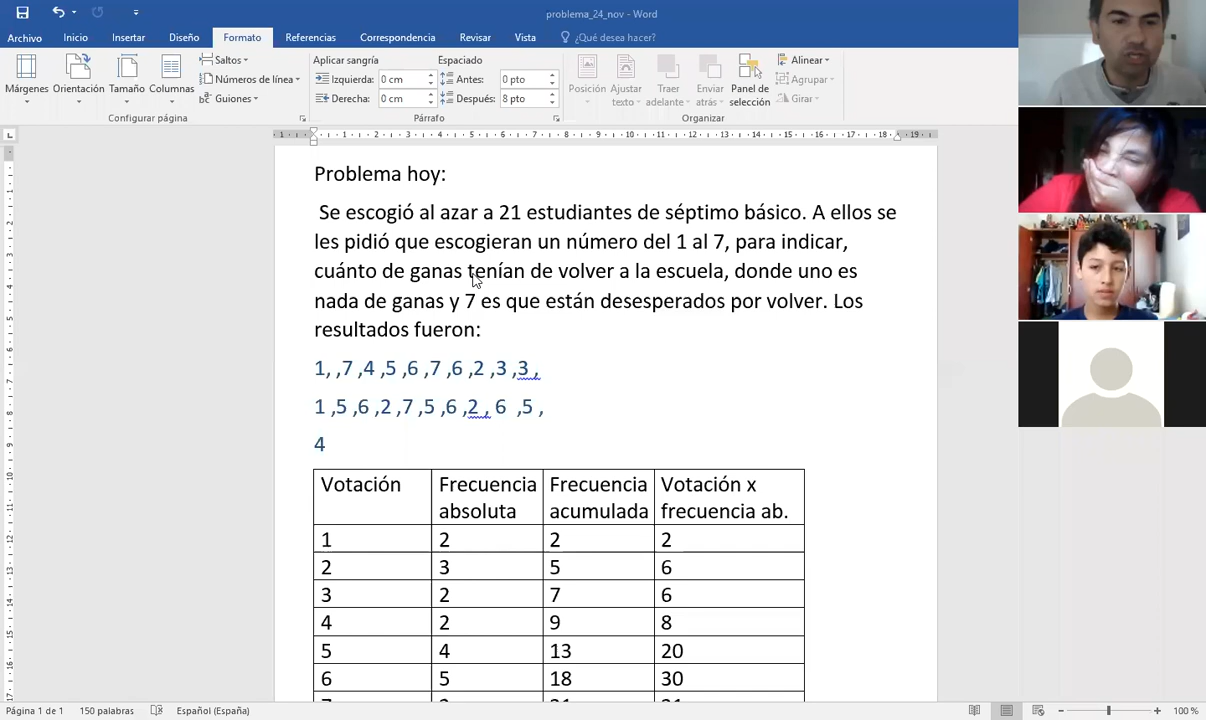 problema_24_nov - Word
Archivo Inicio Insertar Diseño Formato Referencias Correspondencia Revisar Vista ¿Qué desea hacer?
Márgenes Orientación Tamaño Columnas
Saltos
Números de línea
Guiones
Configurar página
Aplicar sangría
Izquierda: 0 cm
Derecha: 0 cm
Espaciado
Antes: 0 pto
Después: 8 pto
Párrafo
Posición Ajustar texto Traer adelante Enviar atrás Panel de selección
Alinear
Agrupar
Girar
Organizar
Problema hoy:
Se escogió al azar a 21 estudiantes de séptimo básico. A ellos se
les pidió que escogieran un número del 1 al 7, para indicar,
cuánto de ganas tenían de volver a la escuela, donde uno es
nada de ganas y 7 es que están desesperados por volver. Los
resultados fueron:
1, ,7 ,4 ,5 ,6 ,7 ,6 ,2 ,3 ,3 ,
1 ,5 ,6 ,2 ,7 ,5 ,6 ,2 , 6 ,5 ,
4
Votación Frecuencia absoluta Frecuencia acumulada Votación x frecuencia ab.
1 2 2 2
2 3 5 6
3 2 7 6
4 2 9 8
5 4 13 20
6 5 18 30
Página 1 de 1 150 palabras Español (España) 100 %